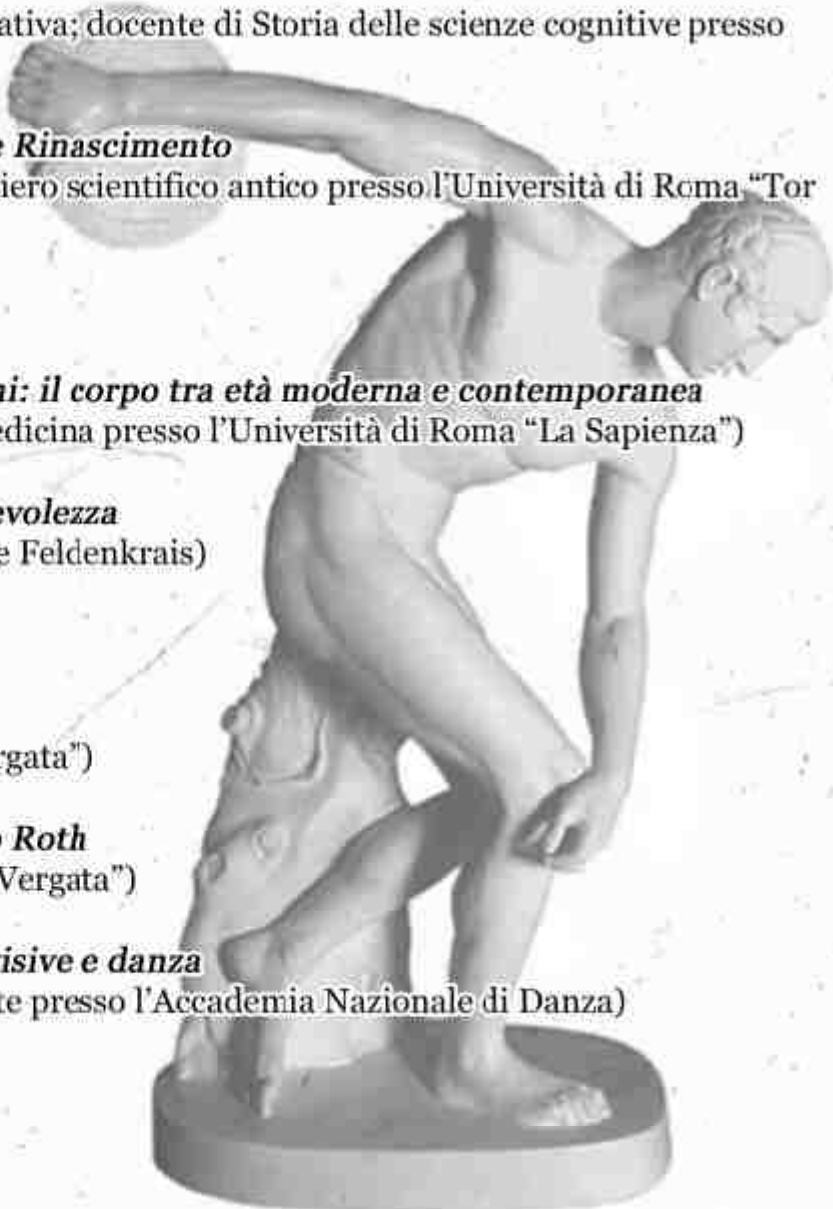 ativa; docente di Storia delle scienze cognitive presso
e Rinascimento
iero scientifico antico presso l'Università di Roma “Tor
ni: il corpo tra età moderna e contemporanea
edicina presso l'Università di Roma “La Sapienza”)
evolezza
e Feldenkrais)
rgata”)
o Roth
Vergata”)
isive e danza
te presso l'Accademia Nazionale di Danza)